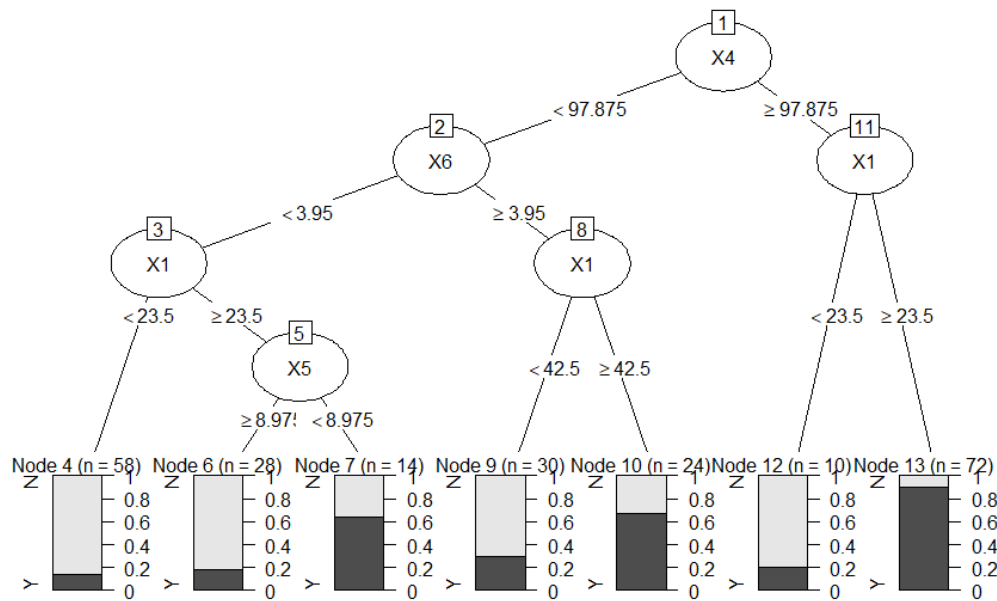 1
X4
< 97.875
≥ 97.875
2
X6
11
X1
< 3.95
≥ 3.95
3
X1
8
X1
< 23.5
≥ 23.5
< 23.5
≥ 23.5
5
X5
< 42.5
≥ 42.5
≥ 8.975
< 8.975
Node 4 (n = 58)
Node 6 (n = 28)
Node 7 (n = 14)
Node 9 (n = 30)
Node 10 (n = 24)
Node 12 (n = 10)
Node 13 (n = 72)
N
Y
1
0.8
0.6
0.4
0.2
0
N
Y
1
0.8
0.6
0.4
0.2
0
N
Y
1
0.8
0.6
0.4
0.2
0
N
Y
1
0.8
0.6
0.4
0.2
0
N
Y
1
0.8
0.6
0.4
0.2
0
N
Y
1
0.8
0.6
0.4
0.2
0
N
Y
1
0.8
0.6
0.4
0.2
0